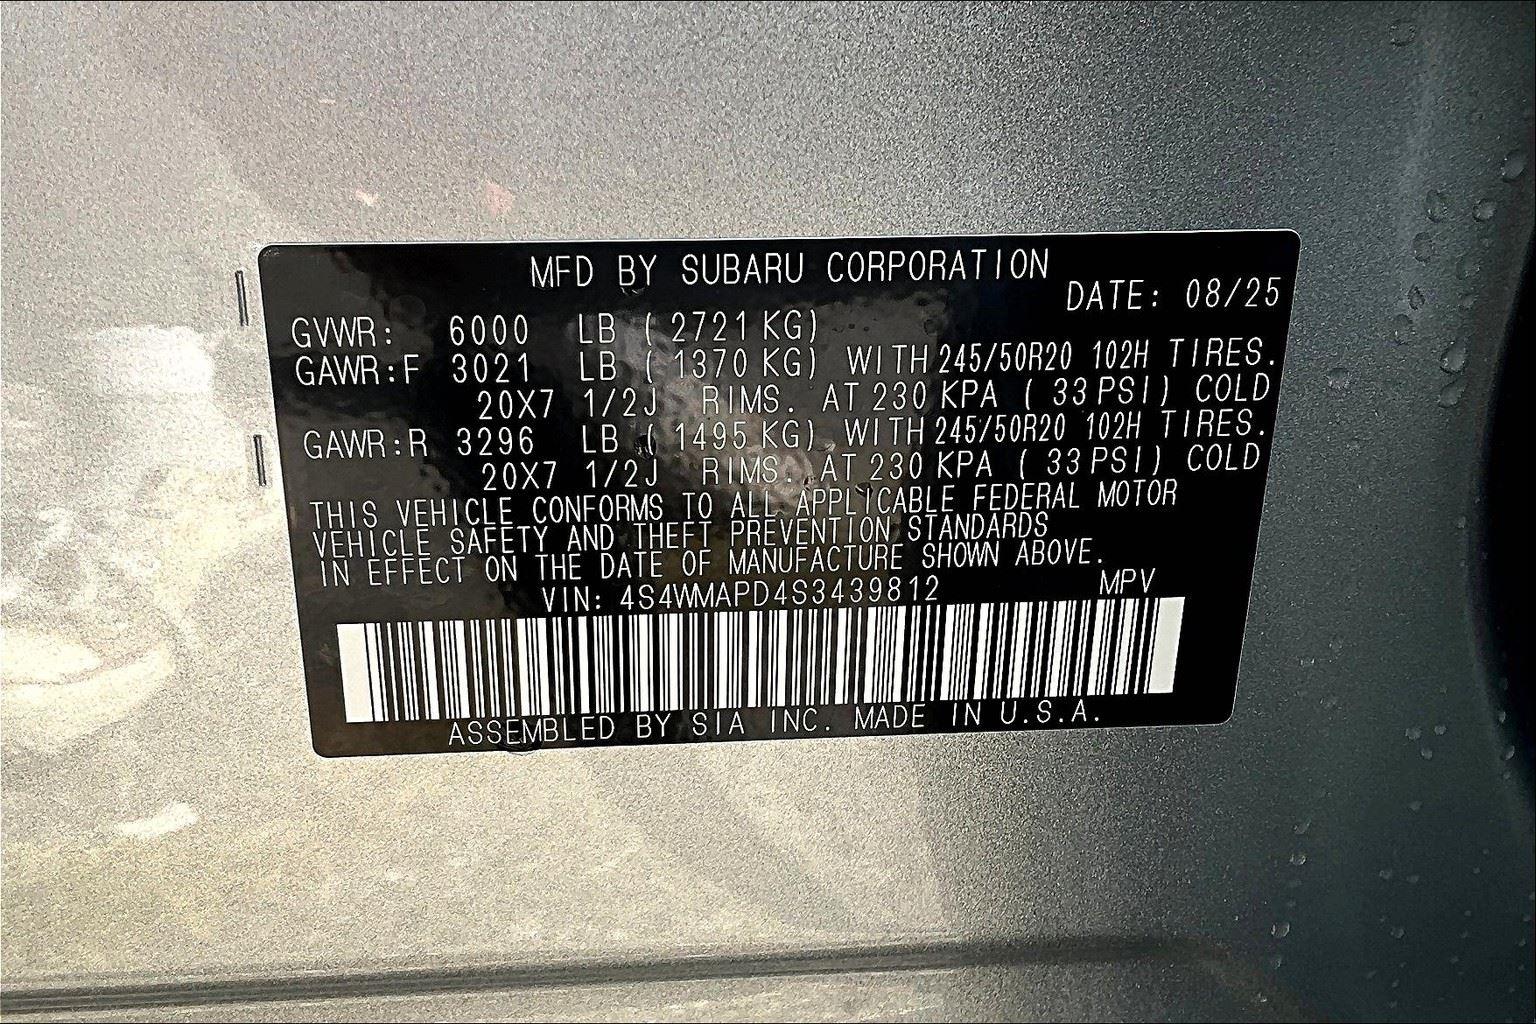 MFD BY SUBARU CORPORATION
DATE: 08/25
GVWR: 6000 LB ( 2721 KG)
GAWR:F 3021 LB ( 1370 KG) WITH 245/50R20 102H TIRES.
20X7 1/2J RIMS. AT 230 KPA ( 33 PSI) COLD
GAWR:R 3296 LB ( 1495 KG) WITH 245/50R20 102H TIRES.
20X7 1/2J RIMS. AT 230 KPA ( 33 PSI) COLD
THIS VEHICLE CONFORMS TO ALL APPLICABLE FEDERAL MOTOR
VEHICLE SAFETY AND THEFT PREVENTION STANDARDS
IN EFFECT ON THE DATE OF MANUFACTURE SHOWN ABOVE.
VIN: 4S4WMAPD4S3439812 MPV
ASSEMBLED BY SIA INC. MADE IN U.S.A.